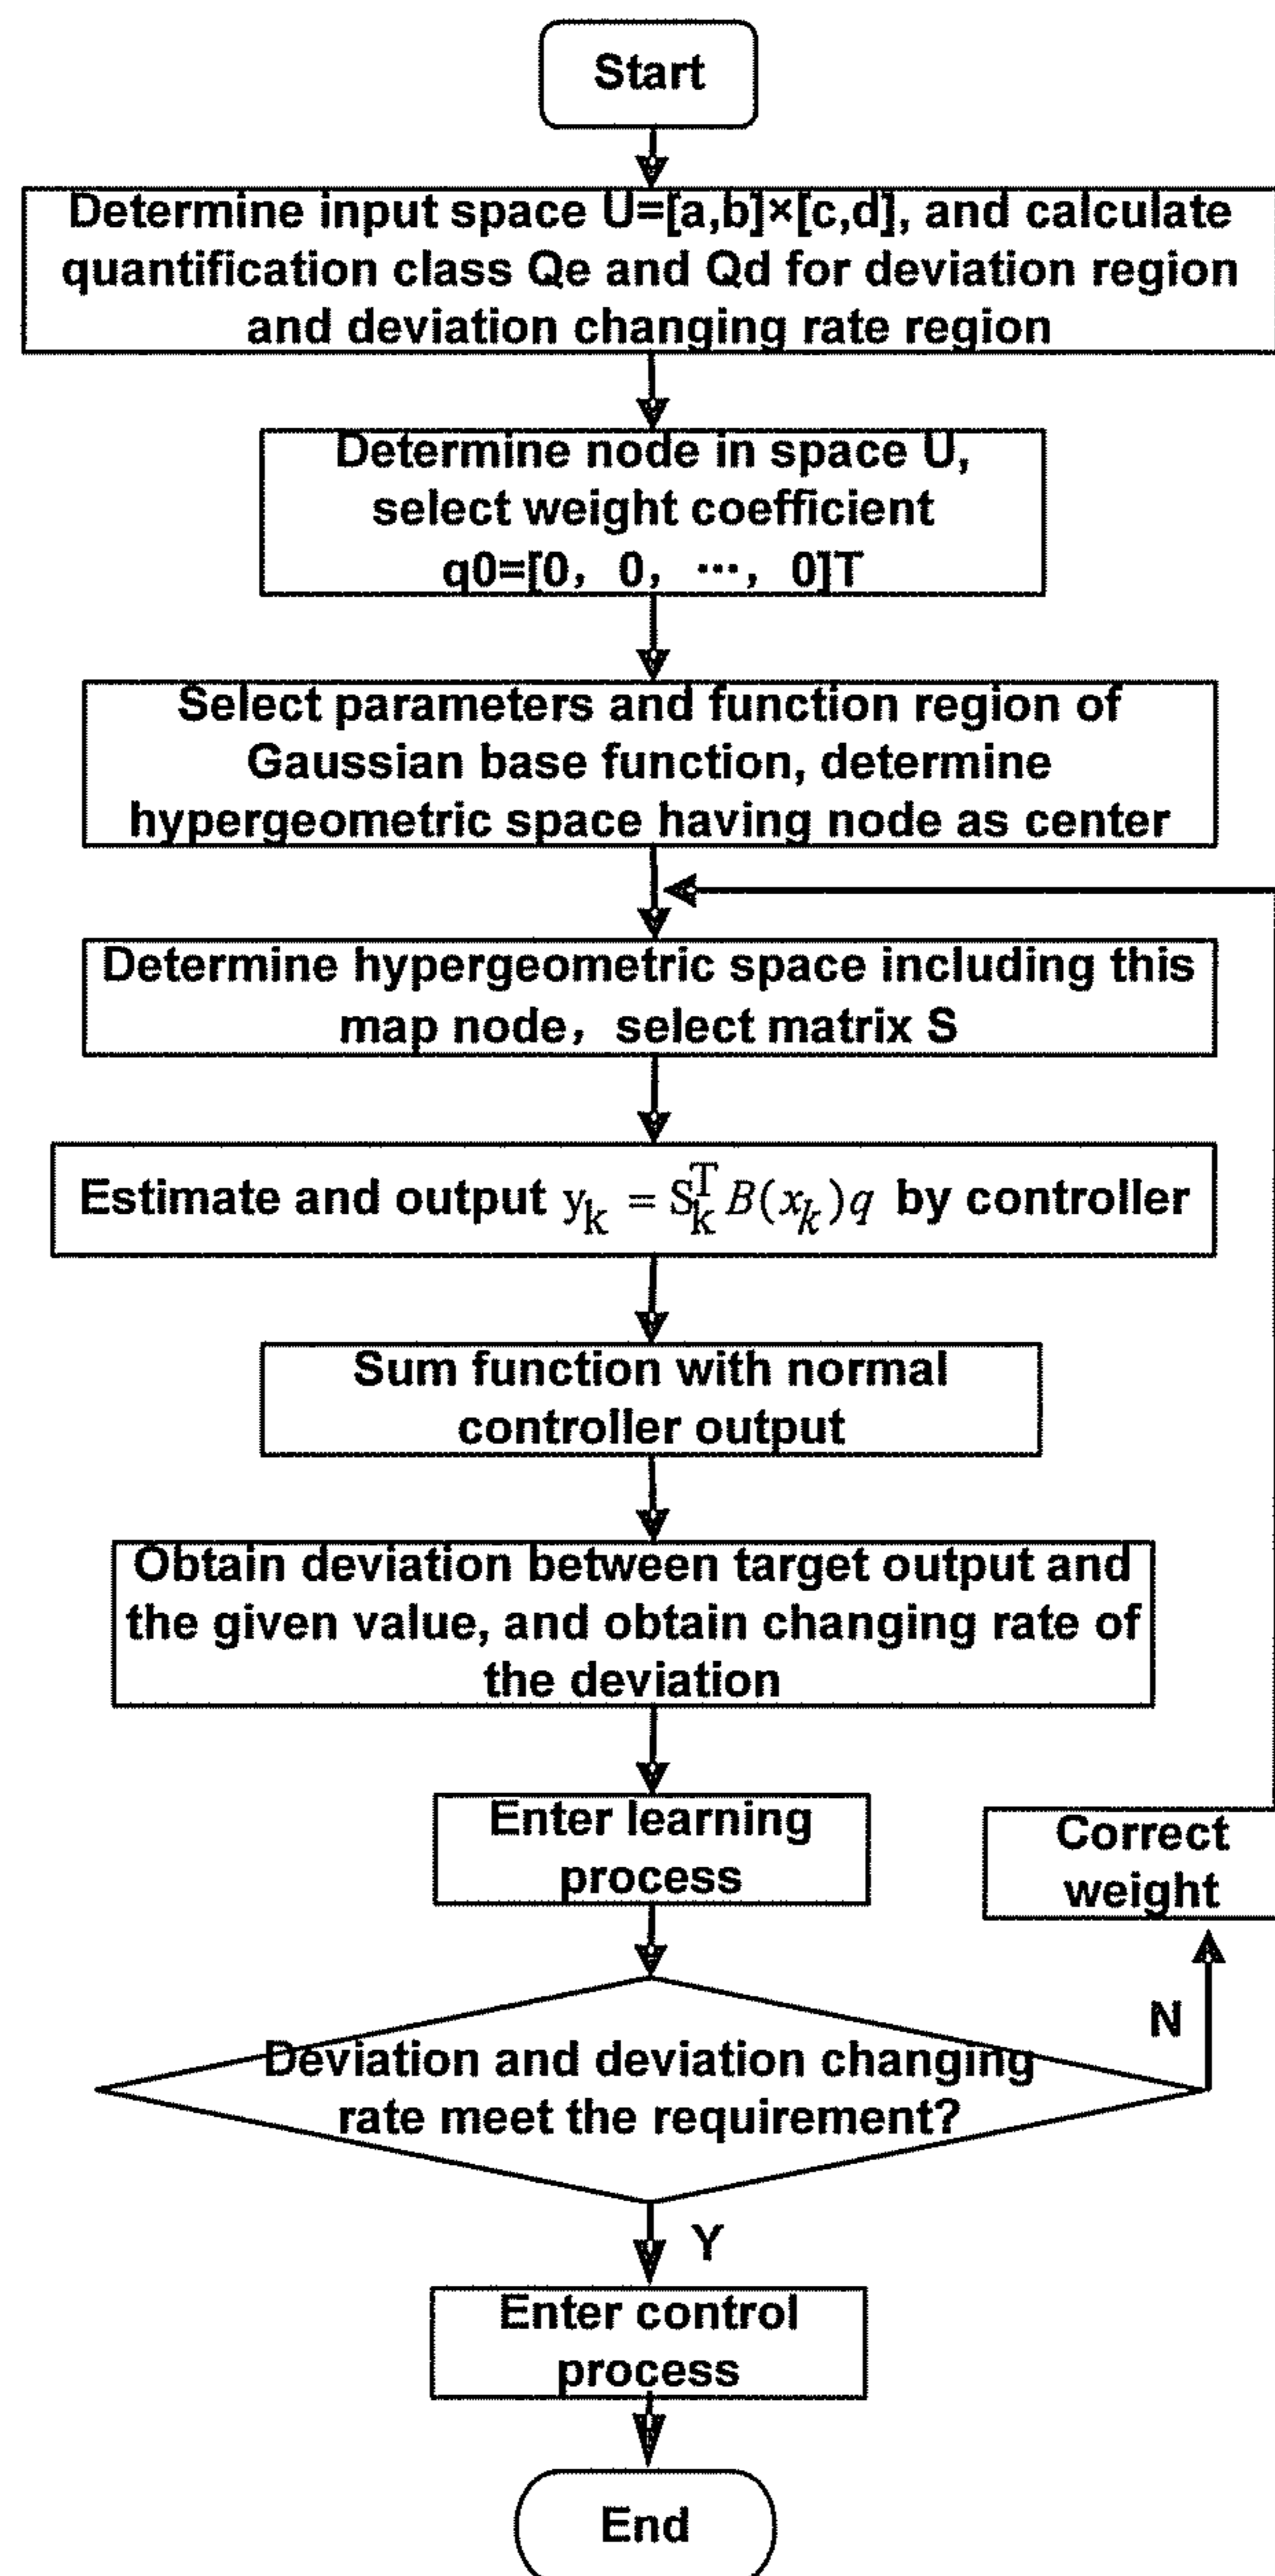 Start
Determine input space U=[a,b]×[c,d], and calculate
quantification class Qe and Qd for deviation region
and deviation changing rate region
Determine node in space U,
select weight coefficient
q0=[0, 0, ···, 0]T
Select parameters and function region of
Gaussian base function, determine
hypergeometric space having node as center
Determine hypergeometric space including this
map node, select matrix S
Estimate and output y_k = S_k^T B(x_k)q by controller
Sum function with normal
controller output
Obtain deviation between target output and
the given value, and obtain changing rate of
the deviation
Enter learning
process
Correct
weight
N
Deviation and deviation changing
rate meet the requirement?
Y
Enter control
process
End